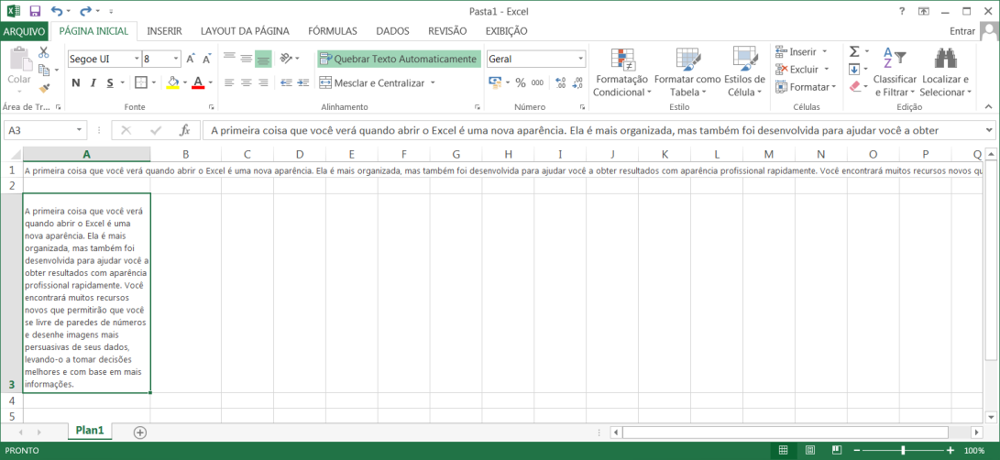 Pasta1 - Excel
?
ARQUIVO PÁGINA INICIAL INSERIR LAYOUT DA PÁGINA FÓRMULAS DADOS REVISÃO EXIBIÇÃO Entrar
Segoe UI 8 Quebrar Texto Automaticamente Geral Inserir
Colar N I S A Mesclar e Centralizar % 000 Formatação Condicional Formatar como Tabela Estilos de Célula Excluir Formatar Classificar e Filtrar Localizar e Selecionar
Área de Tr... Fonte Alinhamento Número Estilo Células Edição
A3 fx A primeira coisa que você verá quando abrir o Excel é uma nova aparência. Ela é mais organizada, mas também foi desenvolvida para ajudar você a obter
A B C D E F G H I J K L M N O P Q
1 A primeira coisa que você verá quando abrir o Excel é uma nova aparência. Ela é mais organizada, mas também foi desenvolvida para ajudar você a obter resultados com aparência profissional rapidamente. Você encontrará muitos recursos novos qu
2
A primeira coisa que você verá
quando abrir o Excel é uma
nova aparência. Ela é mais
organizada, mas também foi
desenvolvida para ajudar você a
obter resultados com aparência
profissional rapidamente. Você
encontrará muitos recursos
novos que permitirão que você
se livre de paredes de números
e desenhe imagens mais
persuasivas de seus dados,
levando-o a tomar decisões
melhores e com base em mais
3 informações.
4
5
Plan1
PRONTO 100%